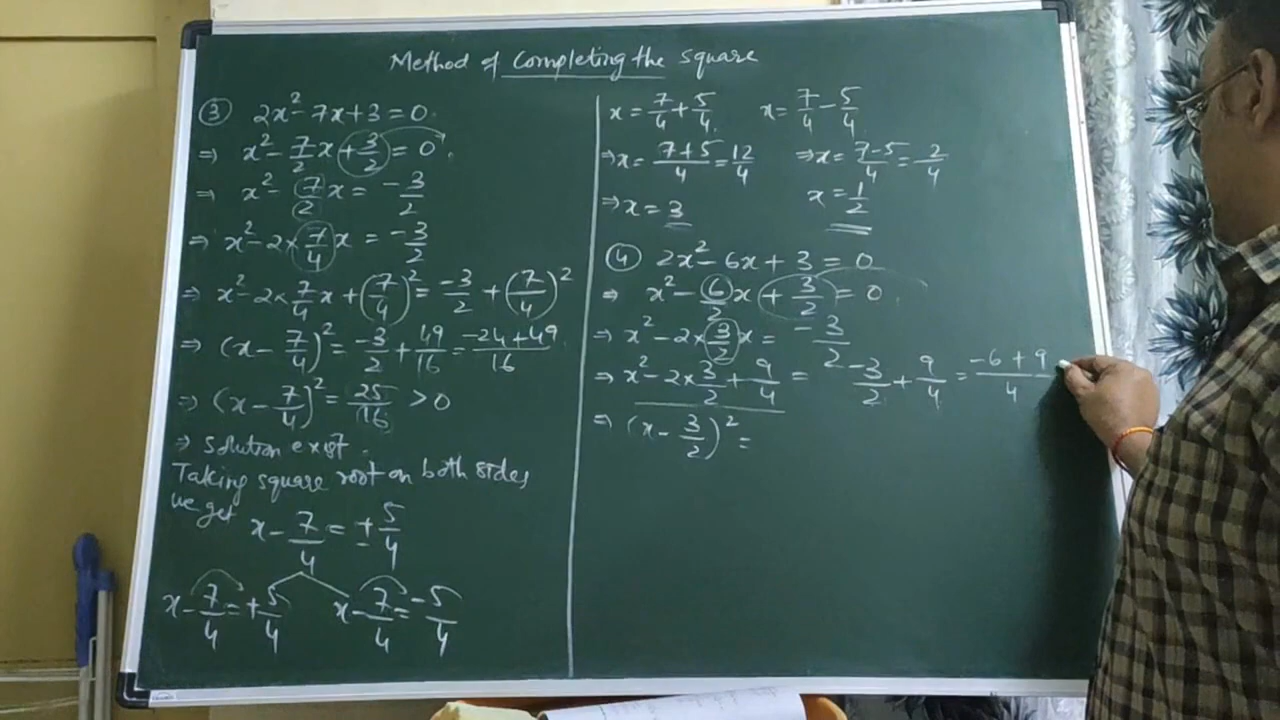 Method of Completing the square
③ 2x² - 7x + 3 = 0
⇒ x² - 7/2 x + 3/2 = 0
⇒ x² - 7/2 x = -3/2
⇒ x² - 2 × 7/4 x = -3/2
⇒ x² - 2 × 7/4 x + (7/4)² = -3/2 + (7/4)²
⇒ (x - 7/4)² = -3/2 + 49/16 = (-24 + 49)/16
⇒ (x - 7/4)² = 25/16 > 0
⇒ Solution exist.
Taking square root on both sides
we get
x - 7/4 = ± 5/4
x - 7/4 = + 5/4    x - 7/4 = - 5/4
x = 7/4 + 5/4    x = 7/4 - 5/4
⇒ x = (7+5)/4 = 12/4    ⇒ x = (7-5)/4 = 2/4
⇒ x = 3    x = 1/2
④ 2x² - 6x + 3 = 0
⇒ x² - 6/2 x + 3/2 = 0
⇒ x² - 2 × 3/2 x = -3/2
⇒ x² - 2 × 3/2 + 9/4 = -3/2 + 9/4 = (-6 + 9)/4
⇒ (x - 3/2)² =